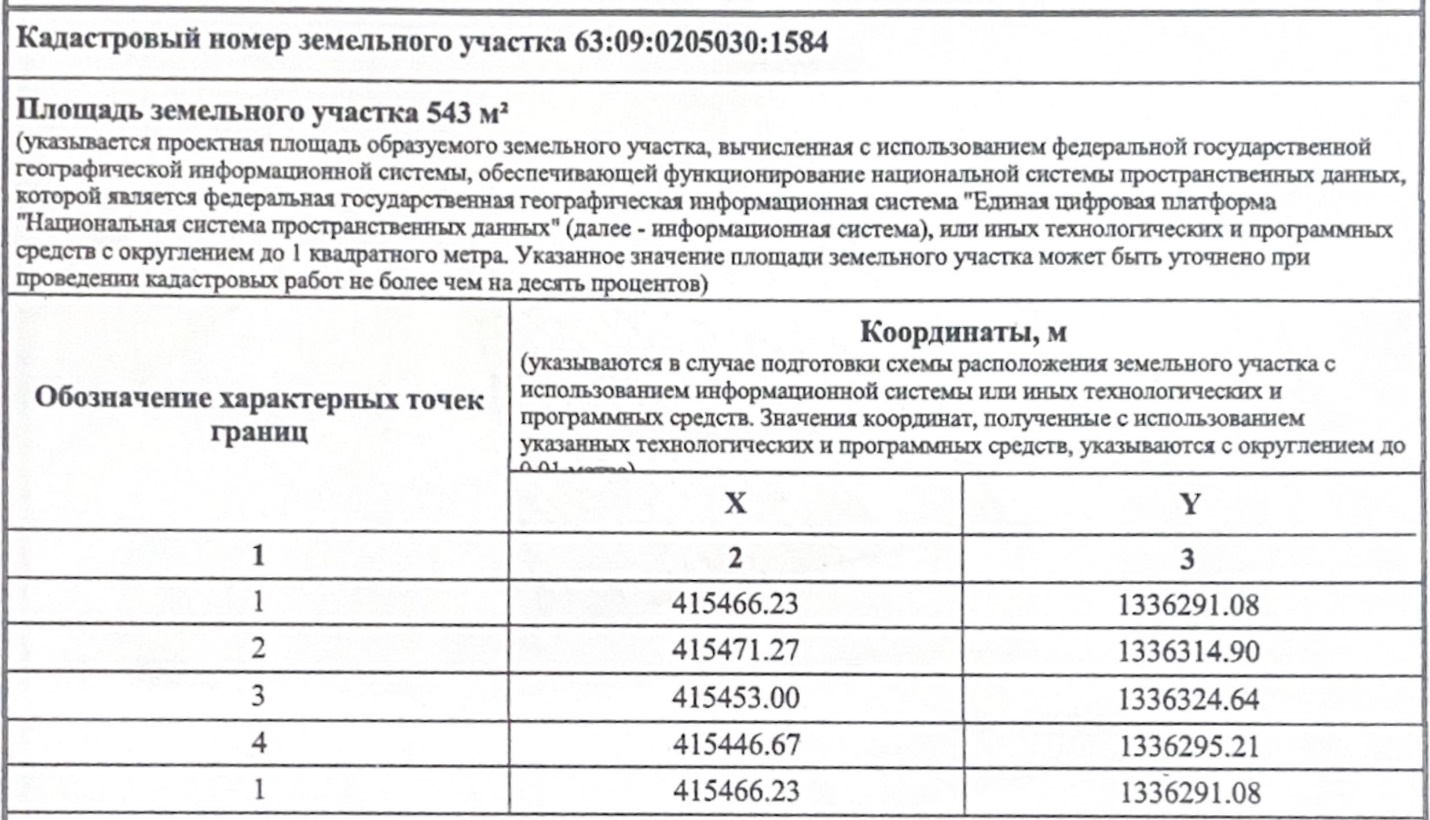 Кадастровый номер земельного участка 63:09:0205030:1584
Площадь земельного участка 543 м²
(указывается проектная площадь образуемого земельного участка, вычисленная с использованием федеральной государственной
географической информационной системы, обеспечивающей функционирование национальной системы пространственных данных,
которой является федеральная государственная географическая информационная система "Единая цифровая платформа
"Национальная система пространственных данных" (далее - информационная система), или иных технологических и программных
средств с округлением до 1 квадратного метра. Указанное значение площади земельного участка может быть уточнено при
проведении кадастровых работ не более чем на десять процентов)
Обозначение характерных точек
границ
Координаты, м
(указываются в случае подготовки схемы расположения земельного участка с
использованием информационной системы или иных технологических и
программных средств. Значения координат, полученные с использованием
указанных технологических и программных средств, указываются с округлением до
0,01 метра)
X Y
1 2 3
1 415466.23 1336291.08
2 415471.27 1336314.90
3 415453.00 1336324.64
4 415446.67 1336295.21
1 415466.23 1336291.08